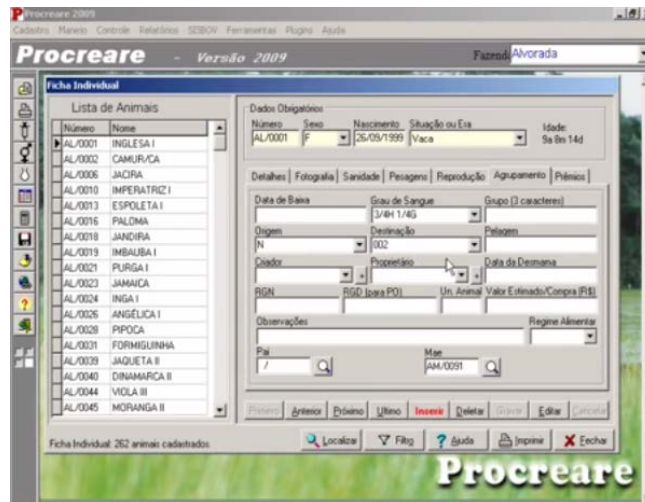 Procreare 2009
Cadastro Manejo Controle Relatórios SISBOV Ferramentas Plugins Ajuda
Procreare - Versão 2009
Fazenda Alvorada
Ficha Individual
Lista de Animais
Número Nome
AL/0001 INGLESA I
AL/0002 CAMURÇA
AL/0006 JACIRA
AL/0010 IMPERATRIZ I
AL/0013 ESPOLETA I
AL/0016 PALOMA
AL/0018 JANDIRA
AL/0019 IMBAUBA I
AL/0021 PURGA I
AL/0023 JAMAICA
AL/0024 INGA I
AL/0026 ANGÉLICA I
AL/0028 PIPOCA
AL/0031 FORMIGUINHA
AL/0039 JAQUETA II
AL/0040 DINAMARCA II
AL/0044 VIOLA III
AL/0045 MORANGA II
Ficha Individual: 262 animais cadastrados
Dados Obrigatórios
Número Sexo Nascimento Situação ou Era Idade:
AL/0001 F 26/09/1999 Vaca 9a 8m 14d
Detalhes Fotografia Sanidade Pesagens Reprodução Agrupamento Prêmios
Data de Baixa Grau de Sangue Grupo (3 caracteres)
3/4H 1/4G
Origem Destinação Pelagem
N 002
Criador Proprietário Data da Desmama
RGN RGD (para PO) Un. Animal Valor Estimado/Compra (R$)
Observações Regime Alimentar
Pai Mae
/ AM/0091
Primeiro Anterior Próximo Ultimo Inserir Deletar Gravar Editar Cancelar
Localizar Filtro Ajuda Imprimir Fechar
Procreare